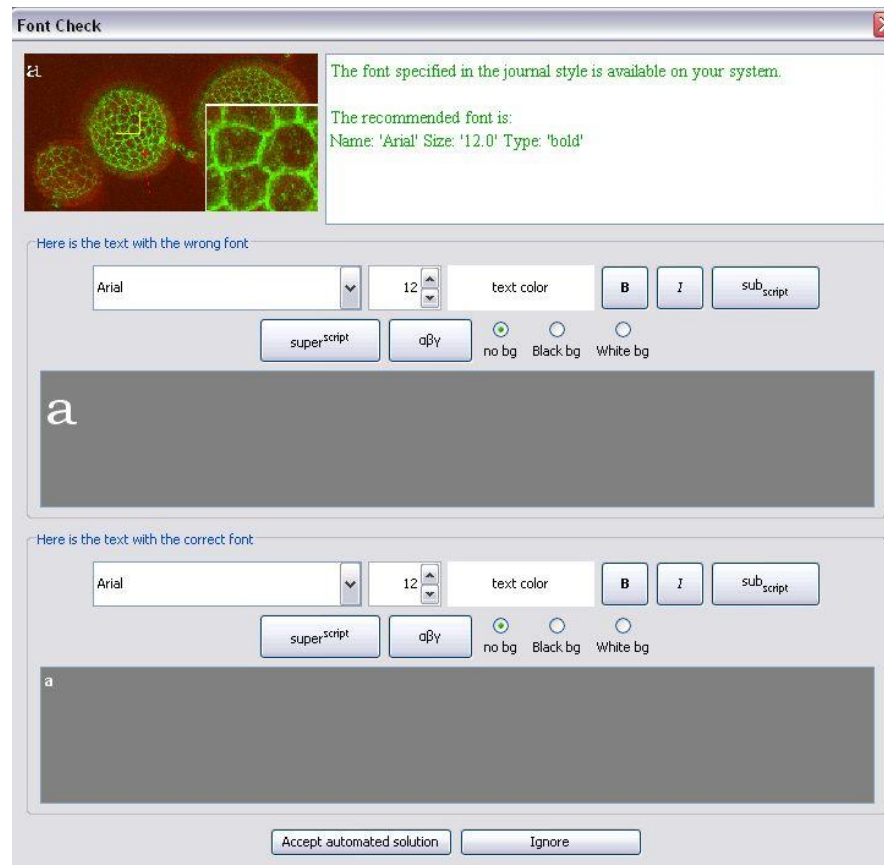 Font Check
a
The font specified in the journal style is available on your system.
The recommended font is:
Name: 'Arial' Size: '12.0' Type: 'bold'
Here is the text with the wrong font
Arial 12 text color B I subscript
superscript αβγ no bg Black bg White bg
a
Here is the text with the correct font
Arial 12 text color B I subscript
superscript αβγ no bg Black bg White bg
a
Accept automated solution Ignore